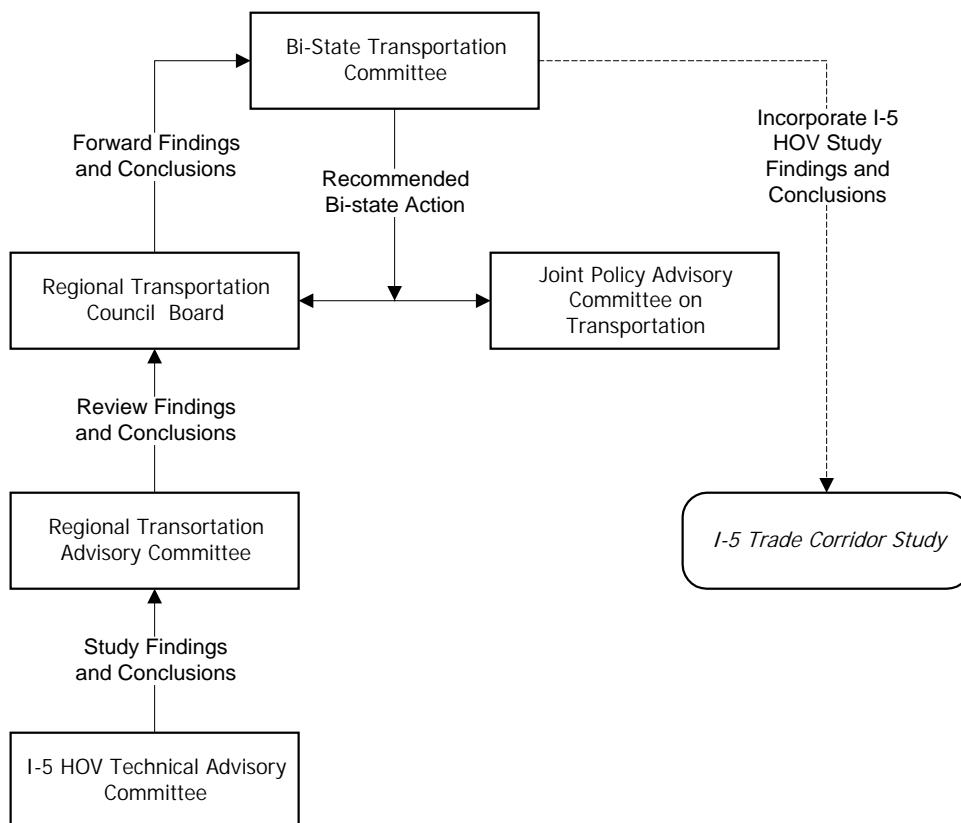 Bi-State Transportation
Committee
Forward Findings
and Conclusions
Recommended
Bi-state Action
Incorporate I-5
HOV Study
Findings and
Conclusions
Regional Transportation
Council Board
Joint Policy Advisory
Committee on
Transportation
Review Findings
and Conclusions
Regional Transortation
Advisory Committee
I-5 Trade Corridor Study
Study Findings
and Conclusions
I-5 HOV Technical Advisory
Committee